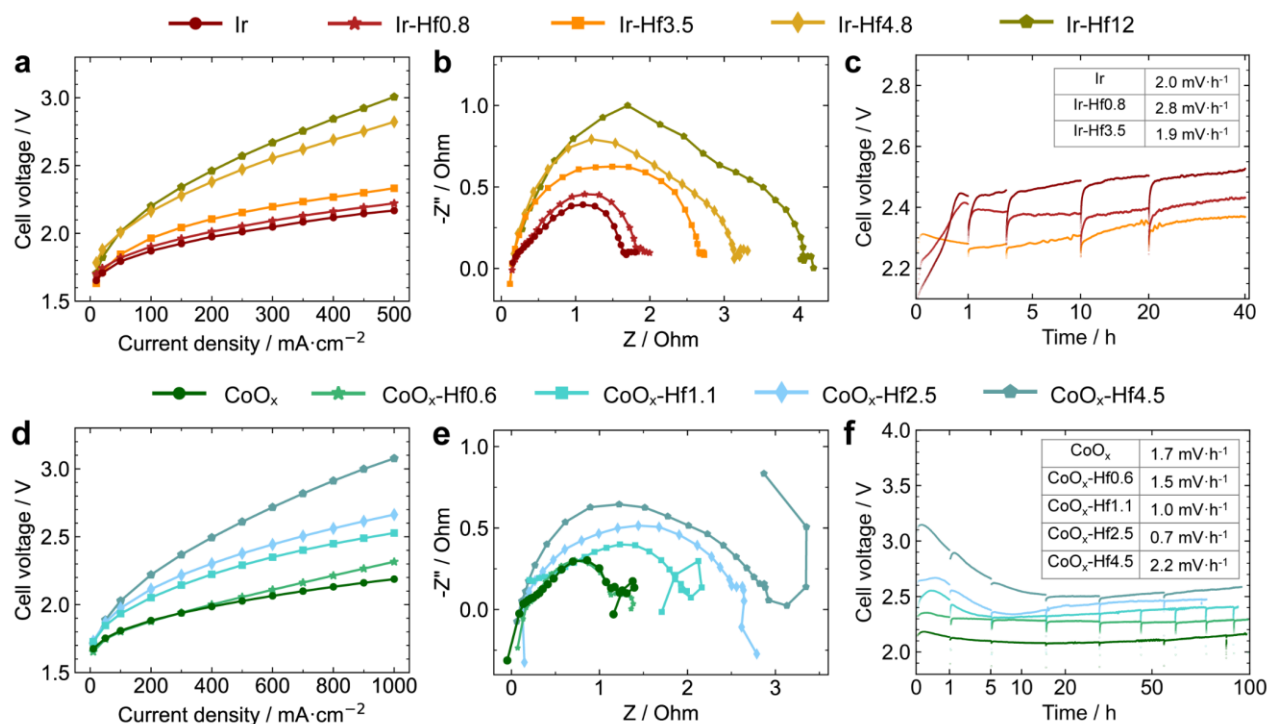 Ir Ir-Hf0.8 Ir-Hf3.5 Ir-Hf4.8 Ir-Hf12
a
Cell voltage / V
3.0
2.5
2.0
1.5
0 100 200 300 400 500
Current density / mA·cm⁻²
b
-Z" / Ohm
1.0
0.5
0.0
0 1 2 3 4
Z / Ohm
c
Cell voltage / V
2.8
2.6
2.4
2.2
Ir 2.0 mV·h⁻¹
Ir-Hf0.8 2.8 mV·h⁻¹
Ir-Hf3.5 1.9 mV·h⁻¹
0 1 5 10 20 40
Time / h
CoOₓ CoOₓ-Hf0.6 CoOₓ-Hf1.1 CoOₓ-Hf2.5 CoOₓ-Hf4.5
d
Cell voltage / V
3.0
2.5
2.0
1.5
0 200 400 600 800 1000
Current density / mA·cm⁻²
e
-Z" / Ohm
1.0
0.5
0.0
0 1 2 3
Z / Ohm
f
Cell voltage / V
4.0
3.5
3.0
2.5
2.0
CoOₓ 1.7 mV·h⁻¹
CoOₓ-Hf0.6 1.5 mV·h⁻¹
CoOₓ-Hf1.1 1.0 mV·h⁻¹
CoOₓ-Hf2.5 0.7 mV·h⁻¹
CoOₓ-Hf4.5 2.2 mV·h⁻¹
0 1 5 10 20 50 100
Time / h